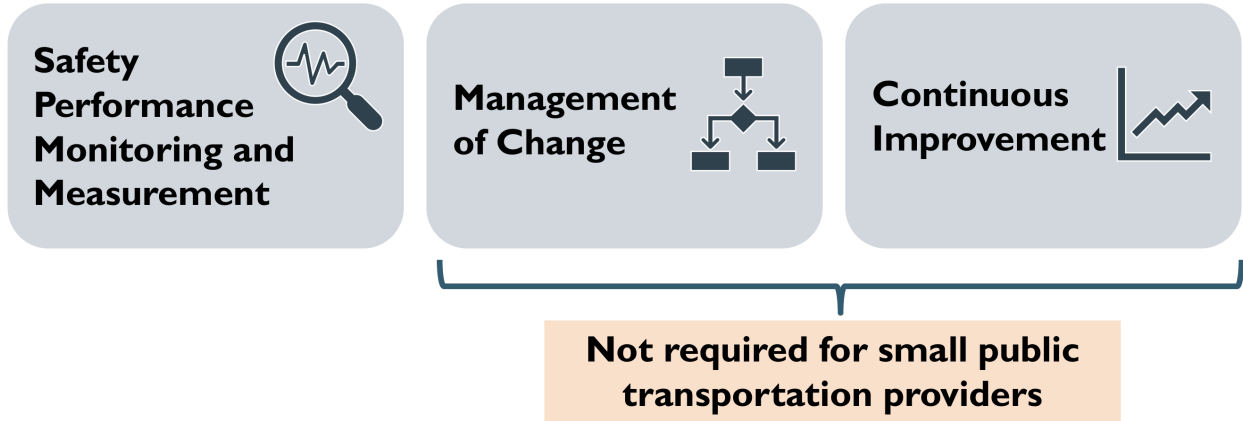 Safety
Performance
Monitoring and
Measurement
Management
of Change
Continuous
Improvement
Not required for small public
transportation providers